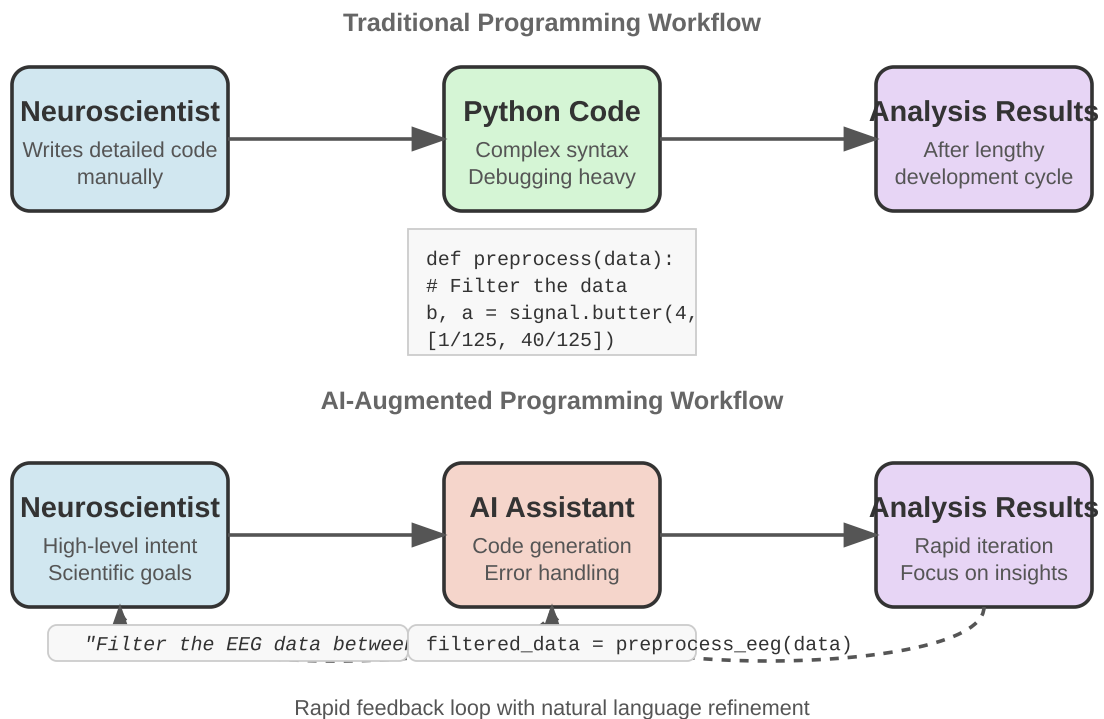 Traditional Programming Workflow
Neuroscientist
Writes detailed code
manually
Python Code
Complex syntax
Debugging heavy
Analysis Results
After lengthy
development cycle
def preprocess(data):
# Filter the data
b, a = signal.butter(4,
[1/125, 40/125])
AI-Augmented Programming Workflow
Neuroscientist
High-level intent
Scientific goals
AI Assistant
Code generation
Error handling
Analysis Results
Rapid iteration
Focus on insights
"Filter the EEG data between
filtered_data = preprocess_eeg(data)
Rapid feedback loop with natural language refinement